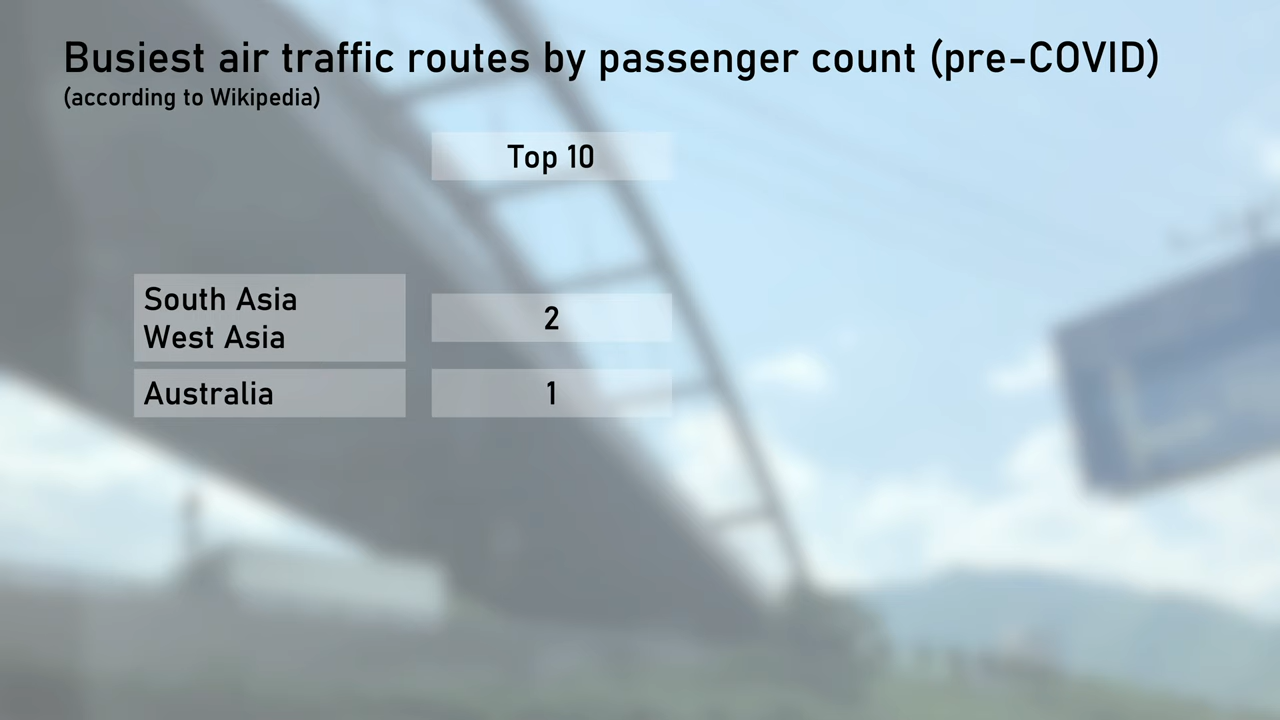 Busiest air traffic routes by passenger count (pre-COVID)
(according to Wikipedia)
Top 10
South Asia
West Asia
2
Australia
1